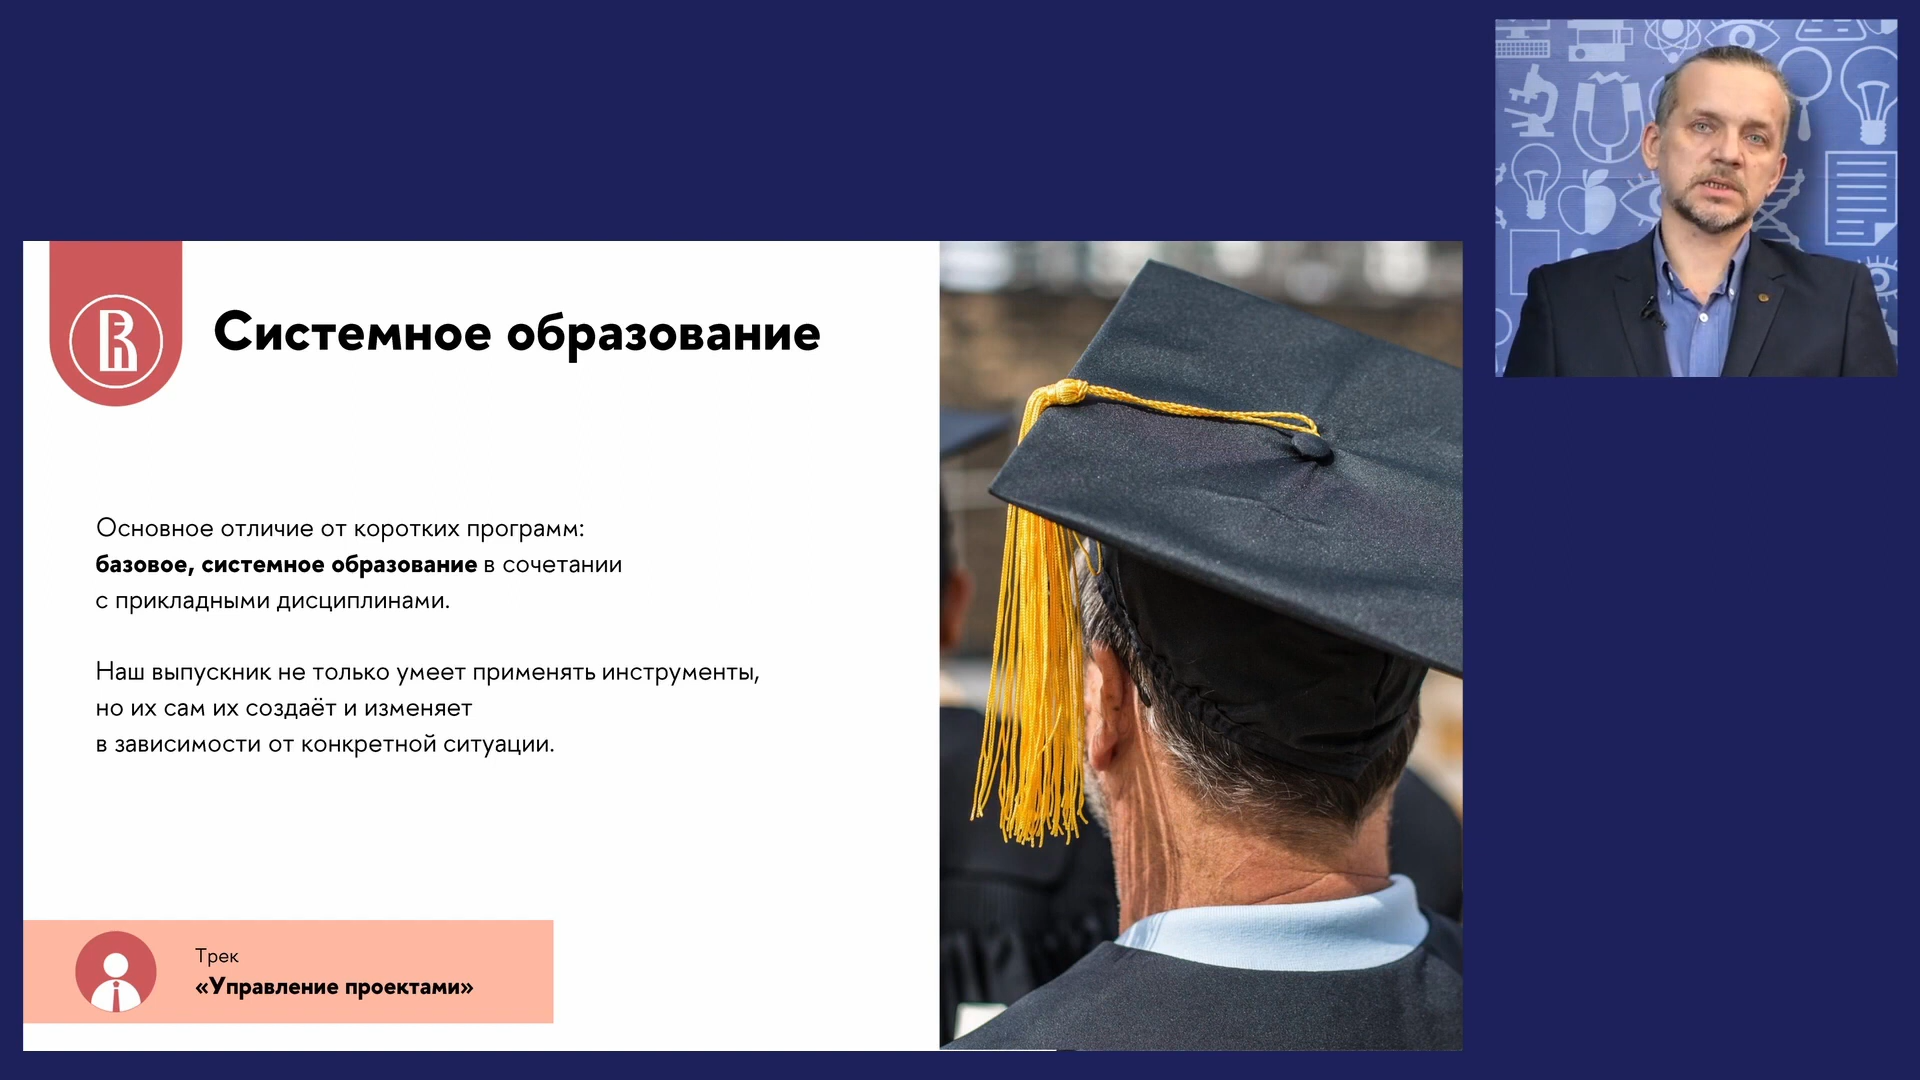 Системное образование
Основное отличие от коротких программ:
базовое, системное образование в сочетании
с прикладными дисциплинами.
Наш выпускник не только умеет применять инструменты,
но их сам их создаёт и изменяет
в зависимости от конкретной ситуации.
Трек
«Управление проектами»